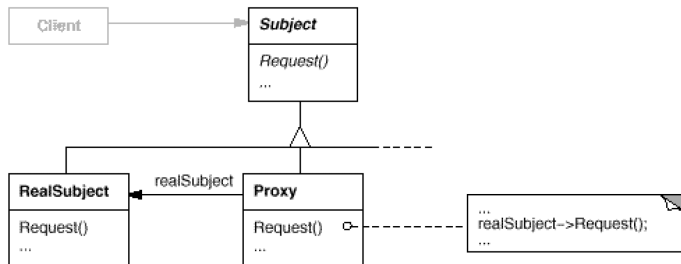 Client
Subject
Request()
...
realSubject
RealSubject
Request()
...
Proxy
Request()
...
...
realSubject->Request();
...